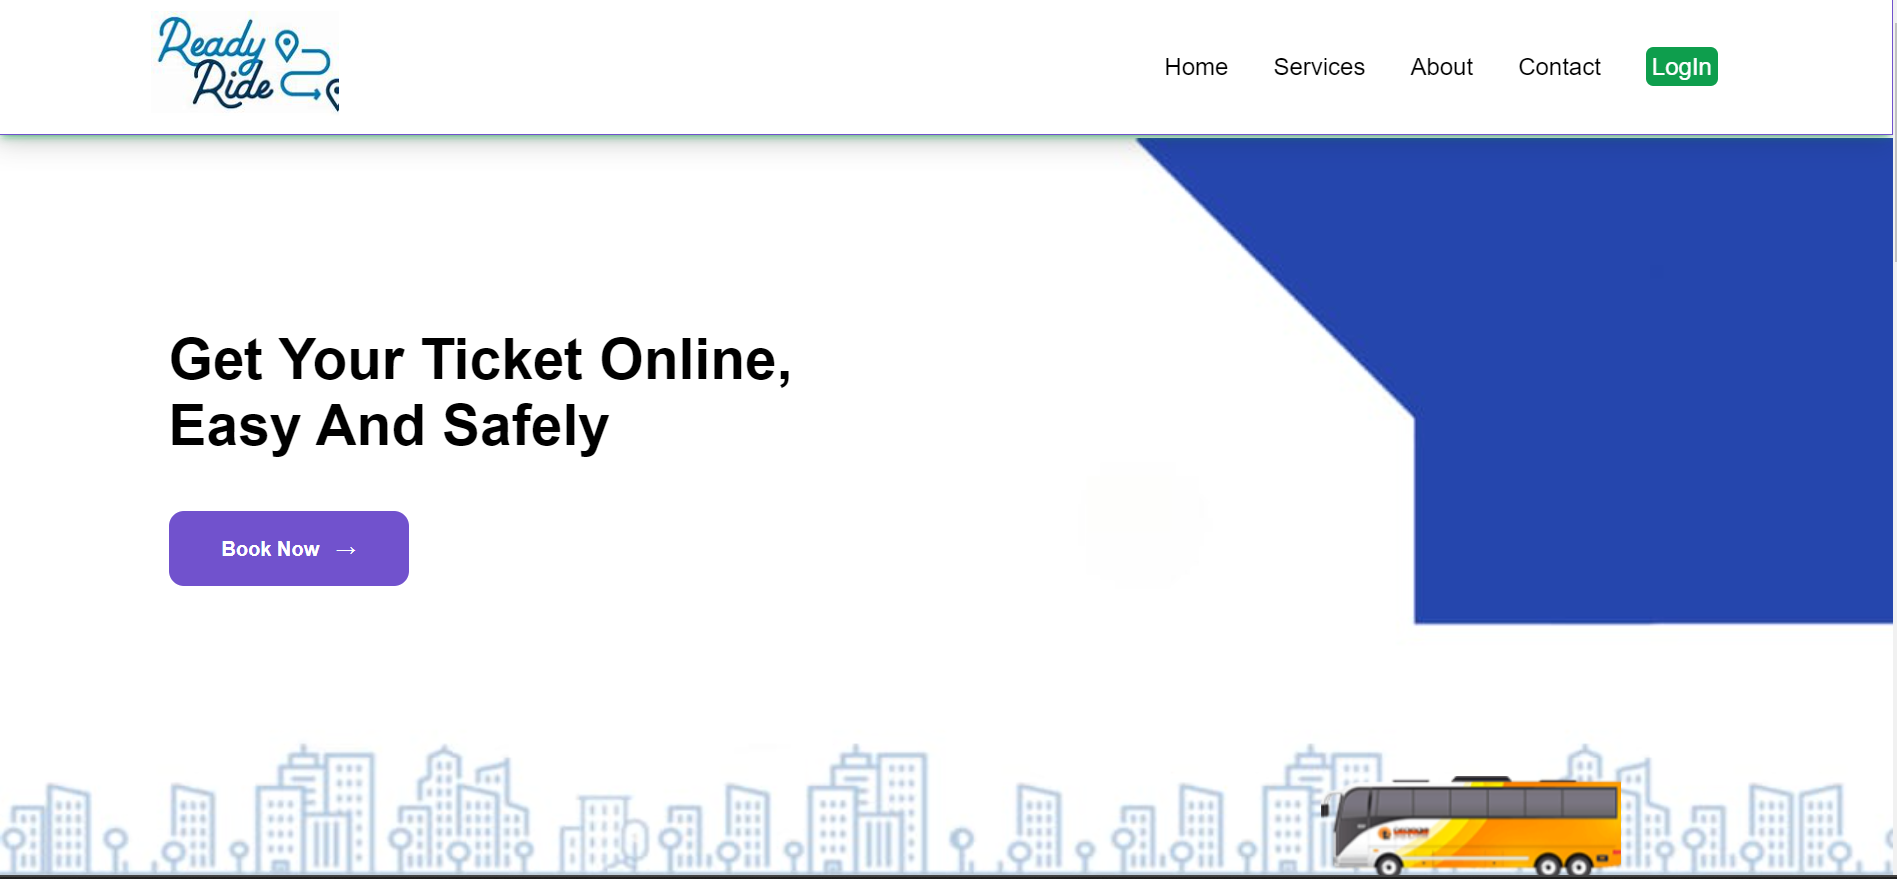 Ready
Ride
Home
Services
About
Contact
LogIn
Get Your Ticket Online,
Easy And Safely
Book Now →